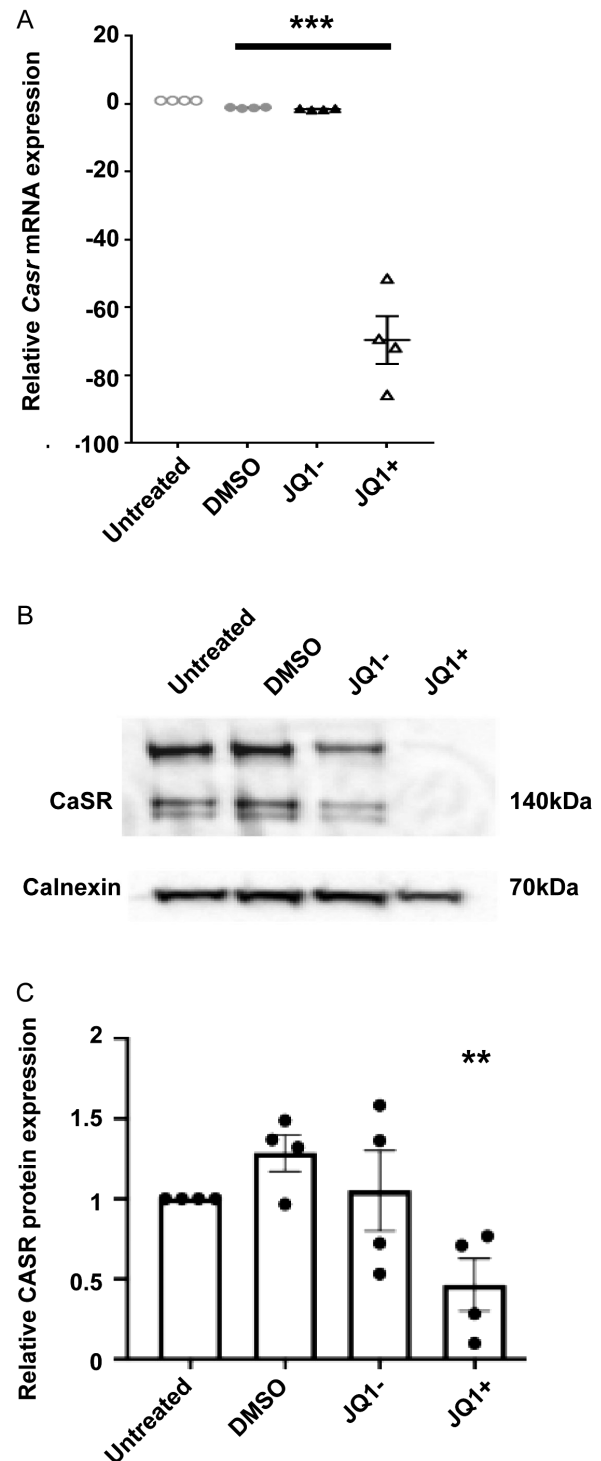 A
***
Relative Casr mRNA expression
20
0
-20
-40
-60
-80
-100
Untreated
DMSO
JQ1-
JQ1+
B
Untreated
DMSO
JQ1-
JQ1+
CaSR
140kDa
Calnexin
70kDa
C
**
Relative CASR protein expression
2
1.5
1
0.5
0
Untreated
DMSO
JQ1-
JQ1+